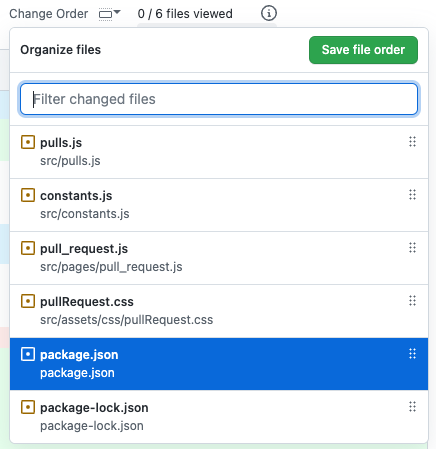 Change Order 0 / 6 files viewed
Organize files Save file order
Filter changed files
pulls.js
src/pulls.js
constants.js
src/constants.js
pull_request.js
src/pages/pull_request.js
pullRequest.css
src/assets/css/pullRequest.css
package.json
package.json
package-lock.json
package-lock.json